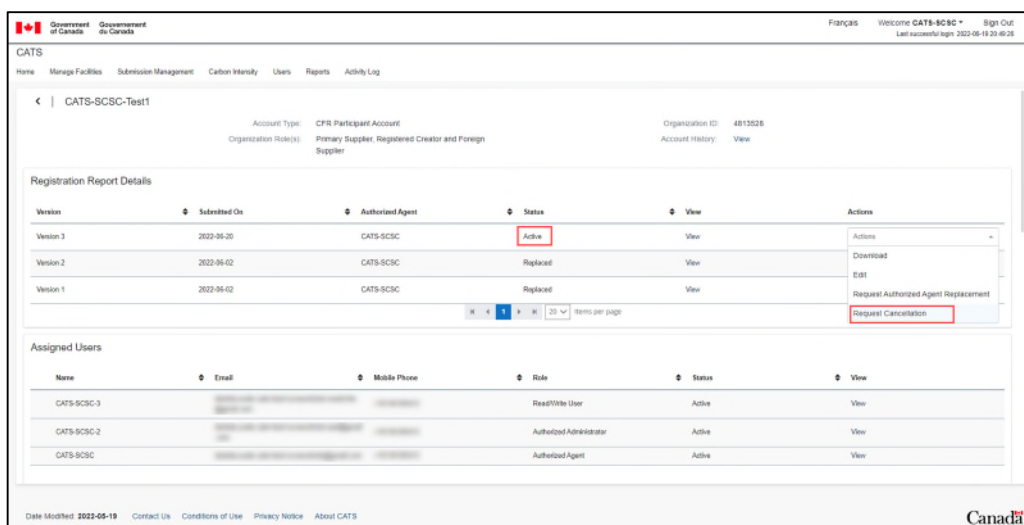 Government of Canada Gouvernement du Canada Français Welcome CATS-SCSC Sign Out
Last successful login: 2022-06-19 20:49:26
CATS
Home Manage Facilities Submission Management Carbon Intensity Users Reports Activity Log
CATS-SCSC-Test1
Account Type: CFR Participant Account Organization ID: 4813528
Organization Role(s): Primary Supplier, Registered Creator and Foreign Supplier Account History: View
Registration Report Details
Version Submitted On Authorized Agent Status View Actions
Version 3 2022-06-20 CATS-SCSC Active View Actions
Download
Version 2 2022-06-02 CATS-SCSC Replaced View
Edit
Request Authorized Agent Replacement
Version 1 2022-06-02 CATS-SCSC Replaced View
Request Cancellation
1 20 items per page
Assigned Users
Name Email Mobile Phone Role Status View
CATS-SCSC-3 Read/Write User Active View
CATS-SCSC-2 Authorized Administrator Active View
CATS-SCSC Authorized Agent Active View
Date Modified: 2022-05-19 Contact Us Conditions of Use Privacy Notice About CATS Canada